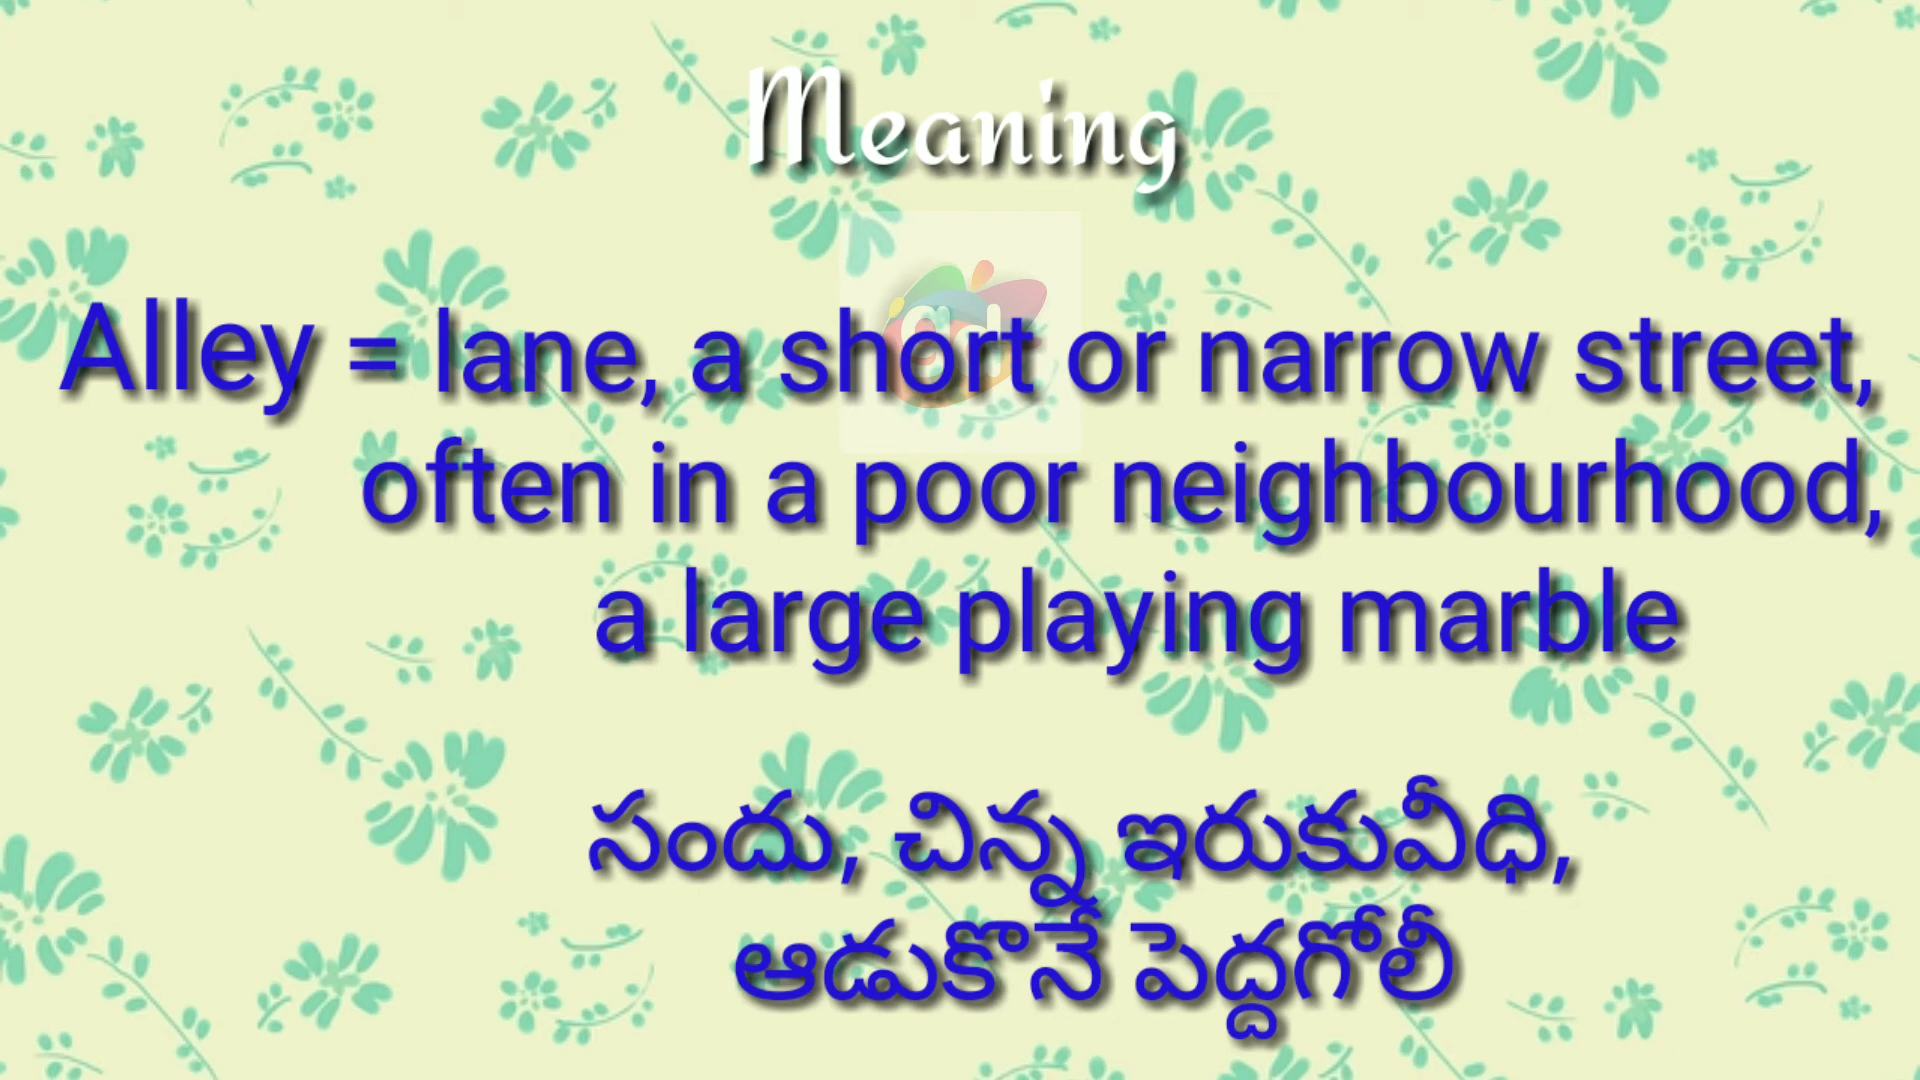 Meaning
Alley = lane, a short or narrow street,
often in a poor neighbourhood,
a large playing marble
సందు, చిన్న ఇరుకువీధి,
ఆడుకొనే పెద్దగోలీ